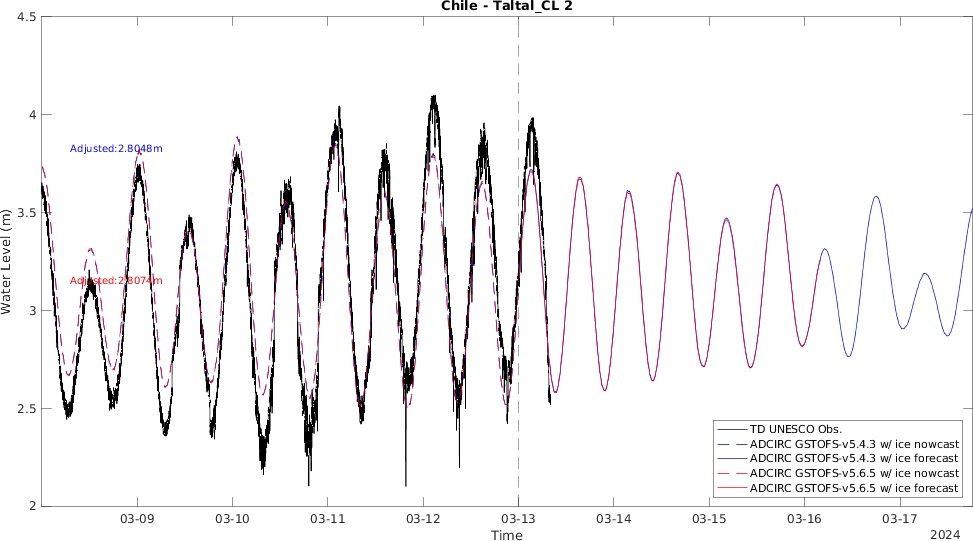 Chile - Taltal_CL 2
4.5
4
3.5
3
2.5
2
Water Level (m)
Adjusted:2.8048m
Adjusted:2.8074m
TD UNESCO Obs.
ADCIRC GSTOFS-v5.4.3 w/ ice nowcast
ADCIRC GSTOFS-v5.4.3 w/ ice forecast
ADCIRC GSTOFS-v5.6.5 w/ ice nowcast
ADCIRC GSTOFS-v5.6.5 w/ ice forecast
03-09 03-10 03-11 03-12 03-13 03-14 03-15 03-16 03-17
Time
2024